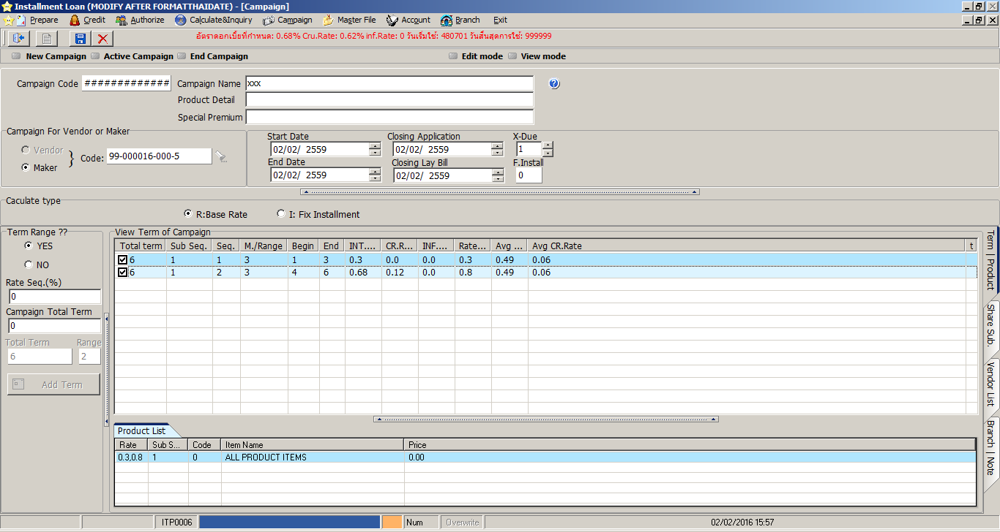 Installment Loan (MODIFY AFTER FORMATTHAIDATE) - [Campaign]
Prepare Credit Authorize Calculate&Inquiry Campaign Master File Account Branch Exit
อัตราดอกเบี้ยที่กำหนด: 0.68% Cru.Rate: 0.62% inf.Rate: 0 วันเริ่มใช้: 480701 วันสิ้นสุดการใช้: 999999
New Campaign Active Campaign End Campaign Edit mode View mode
Campaign Code ############# Campaign Name xxx
Product Detail
Special Premium
Campaign For Vendor or Maker
Vendor
Maker
Code: 99-000016-000-5
Start Date Closing Application X-Due
02/02/ 2559 02/02/ 2559 1
End Date Closing Lay Bill F.Install
02/02/ 2559 02/02/ 2559 0
Caculate type
R:Base Rate I: Fix Installment
Term Range ??
YES
NO
Rate Seq.(%)
0
Campaign Total Term
0
Total Term Range
6 2
Add Term
View Term of Campaign
Total term Sub Seq. Seq. M./Range Begin End INT.... CR.R... INF.... Rate... Avg ... Avg CR.Rate t
6 1 1 3 1 3 0.3 0.0 0.0 0.3 0.49 0.06
6 1 2 3 4 6 0.68 0.12 0.0 0.8 0.49 0.06
Product List
Rate Sub S... Code Item Name Price
0.3,0.8 1 0 ALL PRODUCT ITEMS 0.00
Term | Product
Share Sub.
Vendor List
Branch | Note
ITP0006 Num Overwrite 02/02/2016 15:57